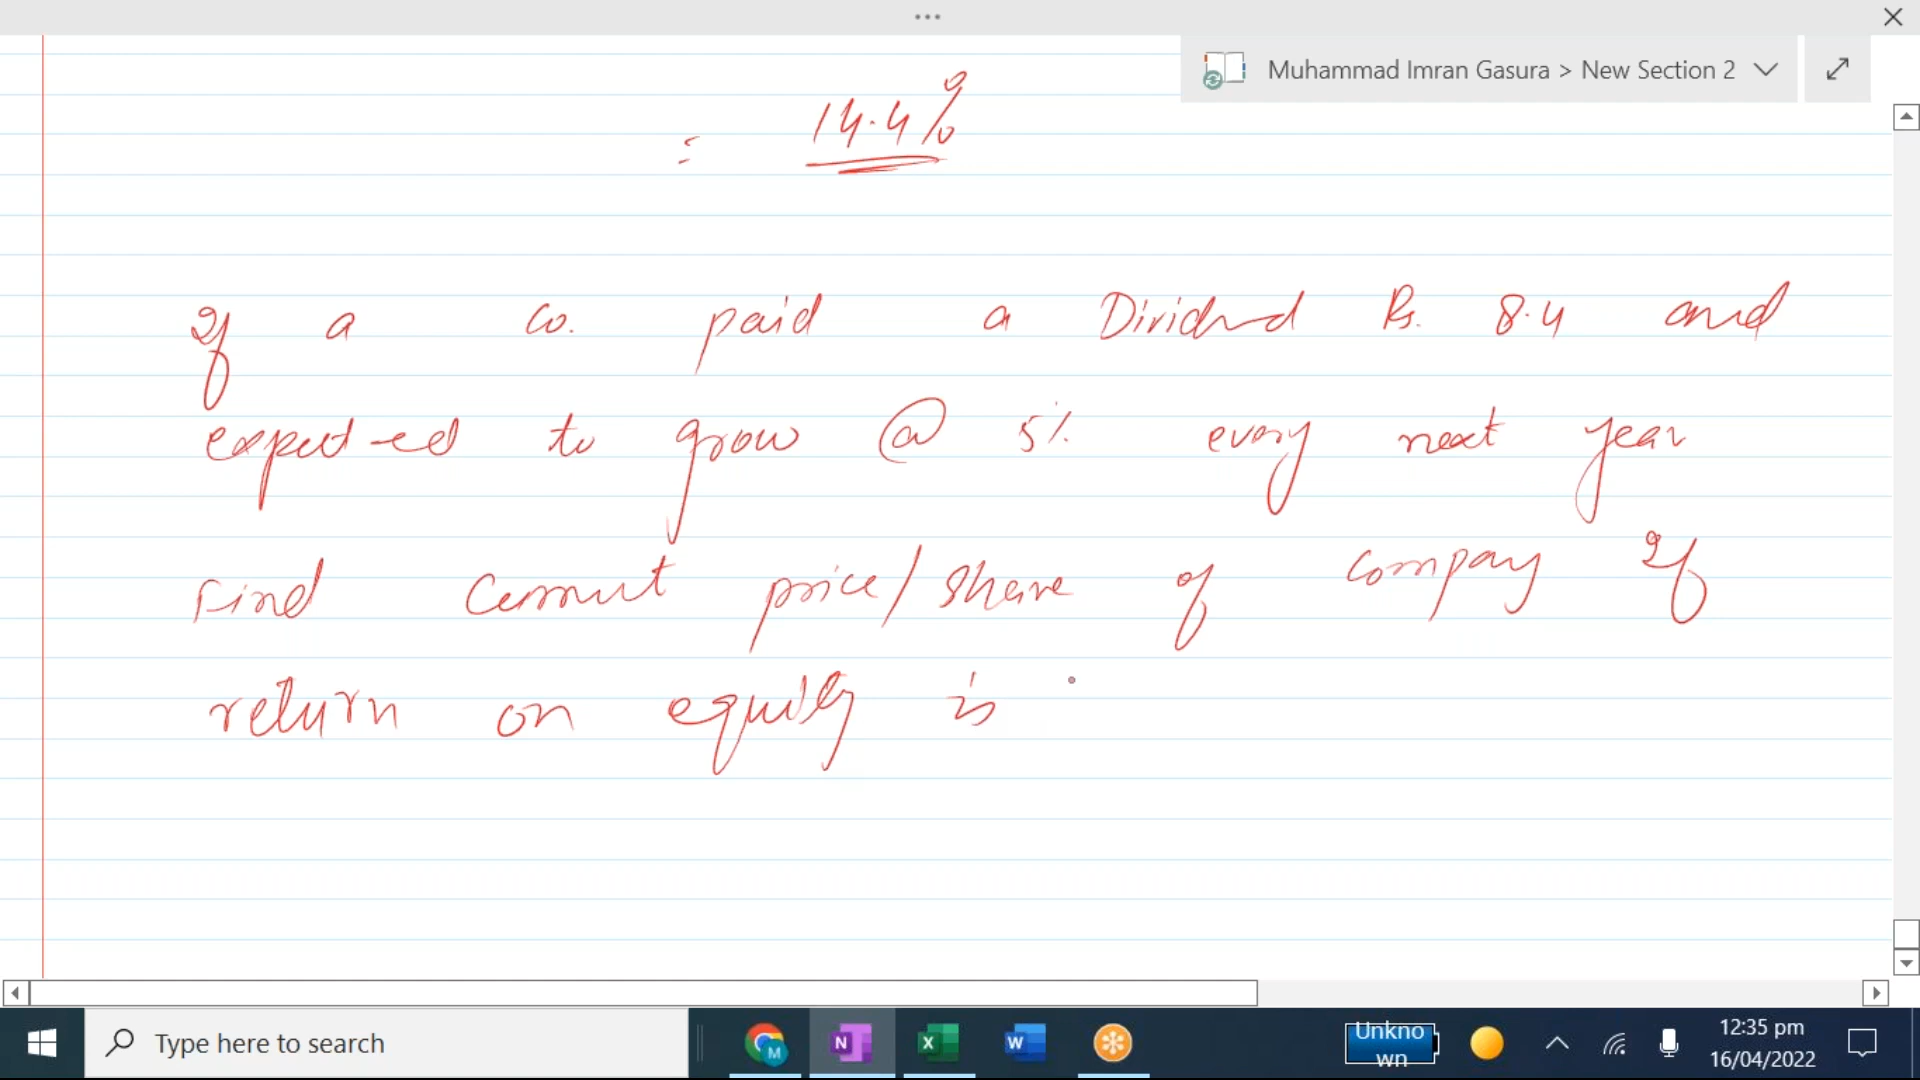 Muhammad Imran Gasura > New Section 2
= 14.4%
If a co. paid a Dividend Rs. 8.4 and
expected to grow @ 5% every next year
Find Current price/share of company If
return on equity is
Type here to search
Unkno
wn
12:35 pm
16/04/2022